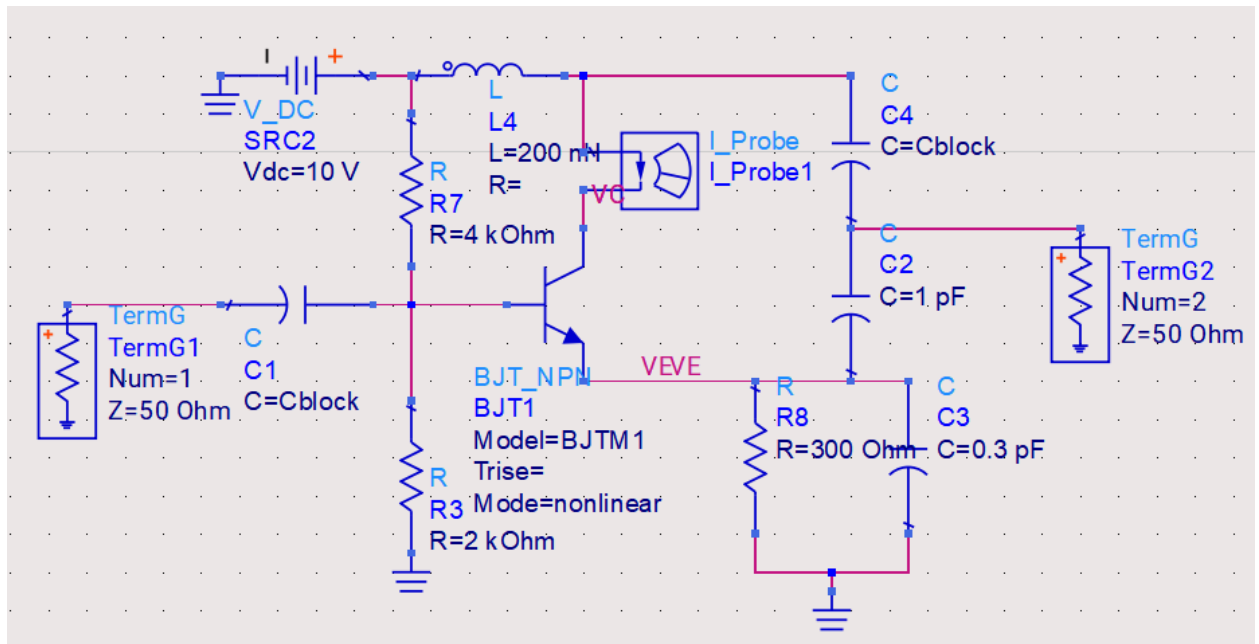 I
+
V_DC
SRC2
Vdc=10 V
L
L4
L=200 nH
R=
R
R7
R=4 kOhm
VC
I_Probe
I_Probe1
C
C4
C=Cblock
C
C2
C=1 pF
+
TermG
TermG2
Num=2
Z=50 Ohm
+
TermG
TermG1
Num=1
Z=50 Ohm
C
C1
C=Cblock
VEVE
BJT_NPN
BJT1
Model=BJTM1
Trise=
Mode=nonlinear
R
R3
R=2 kOhm
R
R8
R=300 Ohm
C
C3
C=0.3 pF